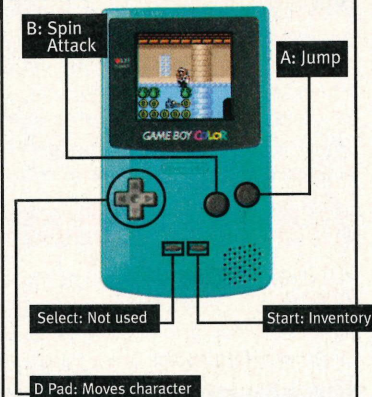 B: Spin
Attack
A: Jump
GAME BOY COLOR
Select: Not used
Start: Inventory
D Pad: Moves character